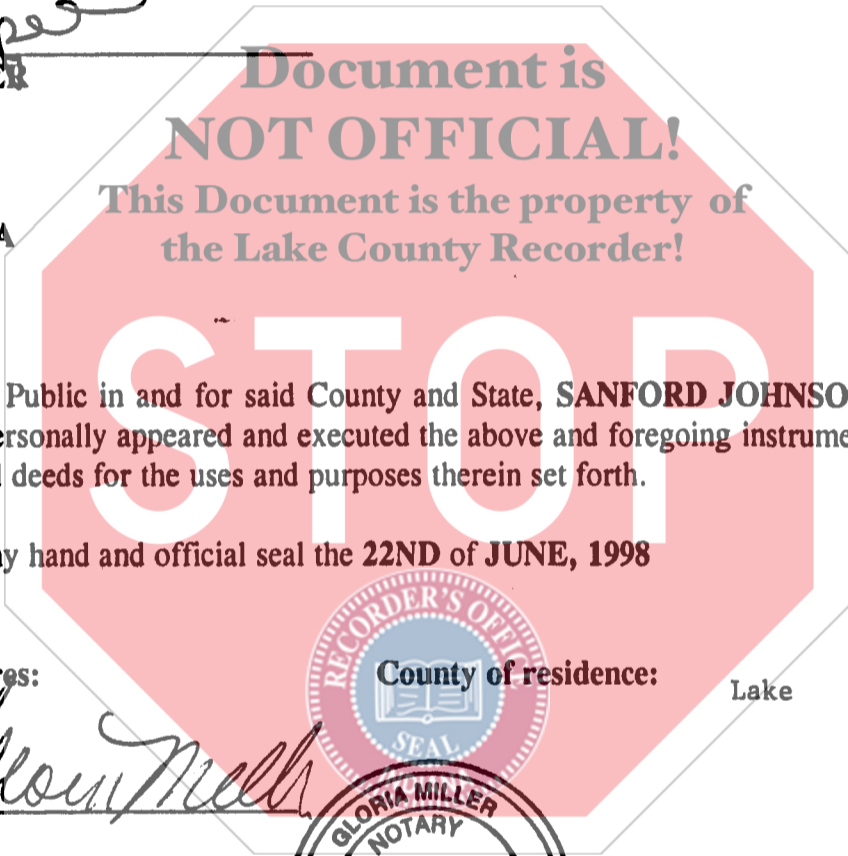 Document is
NOT OFFICIAL!
This Document is the property of
the Lake County Recorder!
STOP
Public in and for said County and State, SANFORD JOHNSO
ersonally appeared and executed the above and foregoing instrume
deeds for the uses and purposes therein set forth.
y hand and official seal the 22ND of JUNE, 1998
RECORDER'S OFFIC
SEAL
es:
County of residence:
Lake
GLORIA MILLER
NOTARY